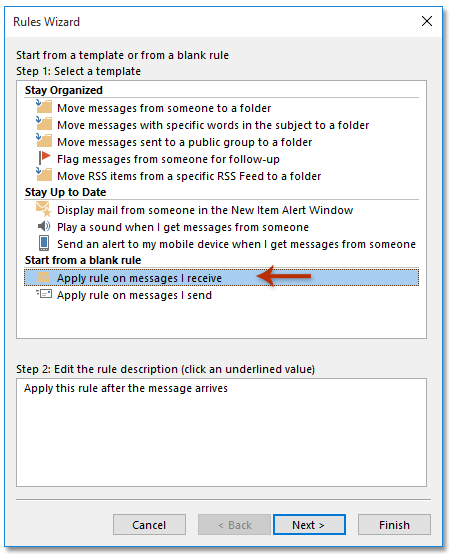 Rules Wizard
Start from a template or from a blank rule
Step 1: Select a template
Stay Organized
Move messages from someone to a folder
Move messages with specific words in the subject to a folder
Move messages sent to a public group to a folder
Flag messages from someone for follow-up
Move RSS items from a specific RSS Feed to a folder
Stay Up to Date
Display mail from someone in the New Item Alert Window
Play a sound when I get messages from someone
Send an alert to my mobile device when I get messages from someone
Start from a blank rule
Apply rule on messages I receive
Apply rule on messages I send
Step 2: Edit the rule description (click an underlined value)
Apply this rule after the message arrives
Cancel < Back Next > Finish